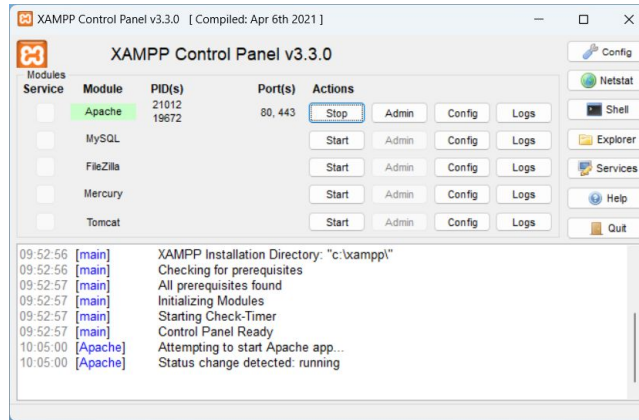 XAMPP Control Panel v3.3.0 [ Compiled: Apr 6th 2021 ]
XAMPP Control Panel v3.3.0
Config
Modules
Service Module PID(s) Port(s) Actions
Netstat
Apache 21012 19672 80, 443 Stop Admin Config Logs
Shell
MySQL Start Admin Config Logs
Explorer
FileZilla Start Admin Config Logs
Services
Mercury Start Admin Config Logs
Help
Tomcat Start Admin Config Logs
Quit
09:52:56 [main] XAMPP Installation Directory: "c:\xampp\"
09:52:56 [main] Checking for prerequisites
09:52:57 [main] All prerequisites found
09:52:57 [main] Initializing Modules
09:52:57 [main] Starting Check-Timer
09:52:57 [main] Control Panel Ready
10:05:00 [Apache] Attempting to start Apache app...
10:05:00 [Apache] Status change detected: running